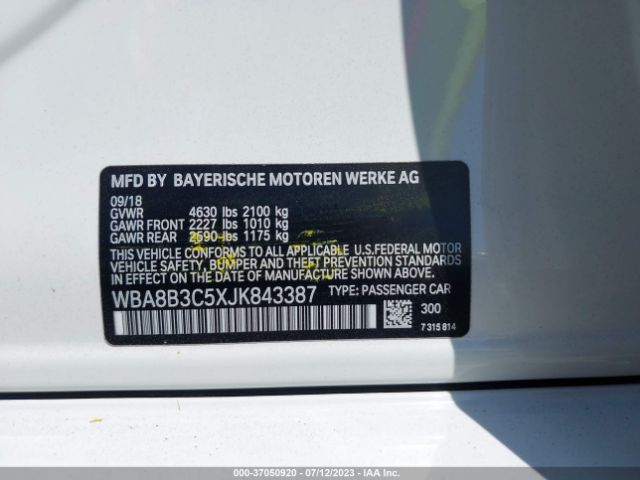 MFD BY BAYERISCHE MOTOREN WERKE AG
09/18
GVWR 4630 lbs 2100 kg
GAWR FRONT 2227 lbs 1010 kg
GAWR REAR 2590 lbs 1175 kg
THIS VEHICLE CONFORMS TO ALL APPLICABLE U.S.FEDERAL MOTOR
VEHICLE SAFETY, BUMPER, AND THEFT PREVENTION STANDARDS
IN EFFECT ON THE DATE OF MANUFACTURE SHOWN ABOVE.
WBA8B3C5XJK843387 TYPE: PASSENGER CAR
300
7 315 814
000-37050920 - 07/12/2023 - IAA Inc.